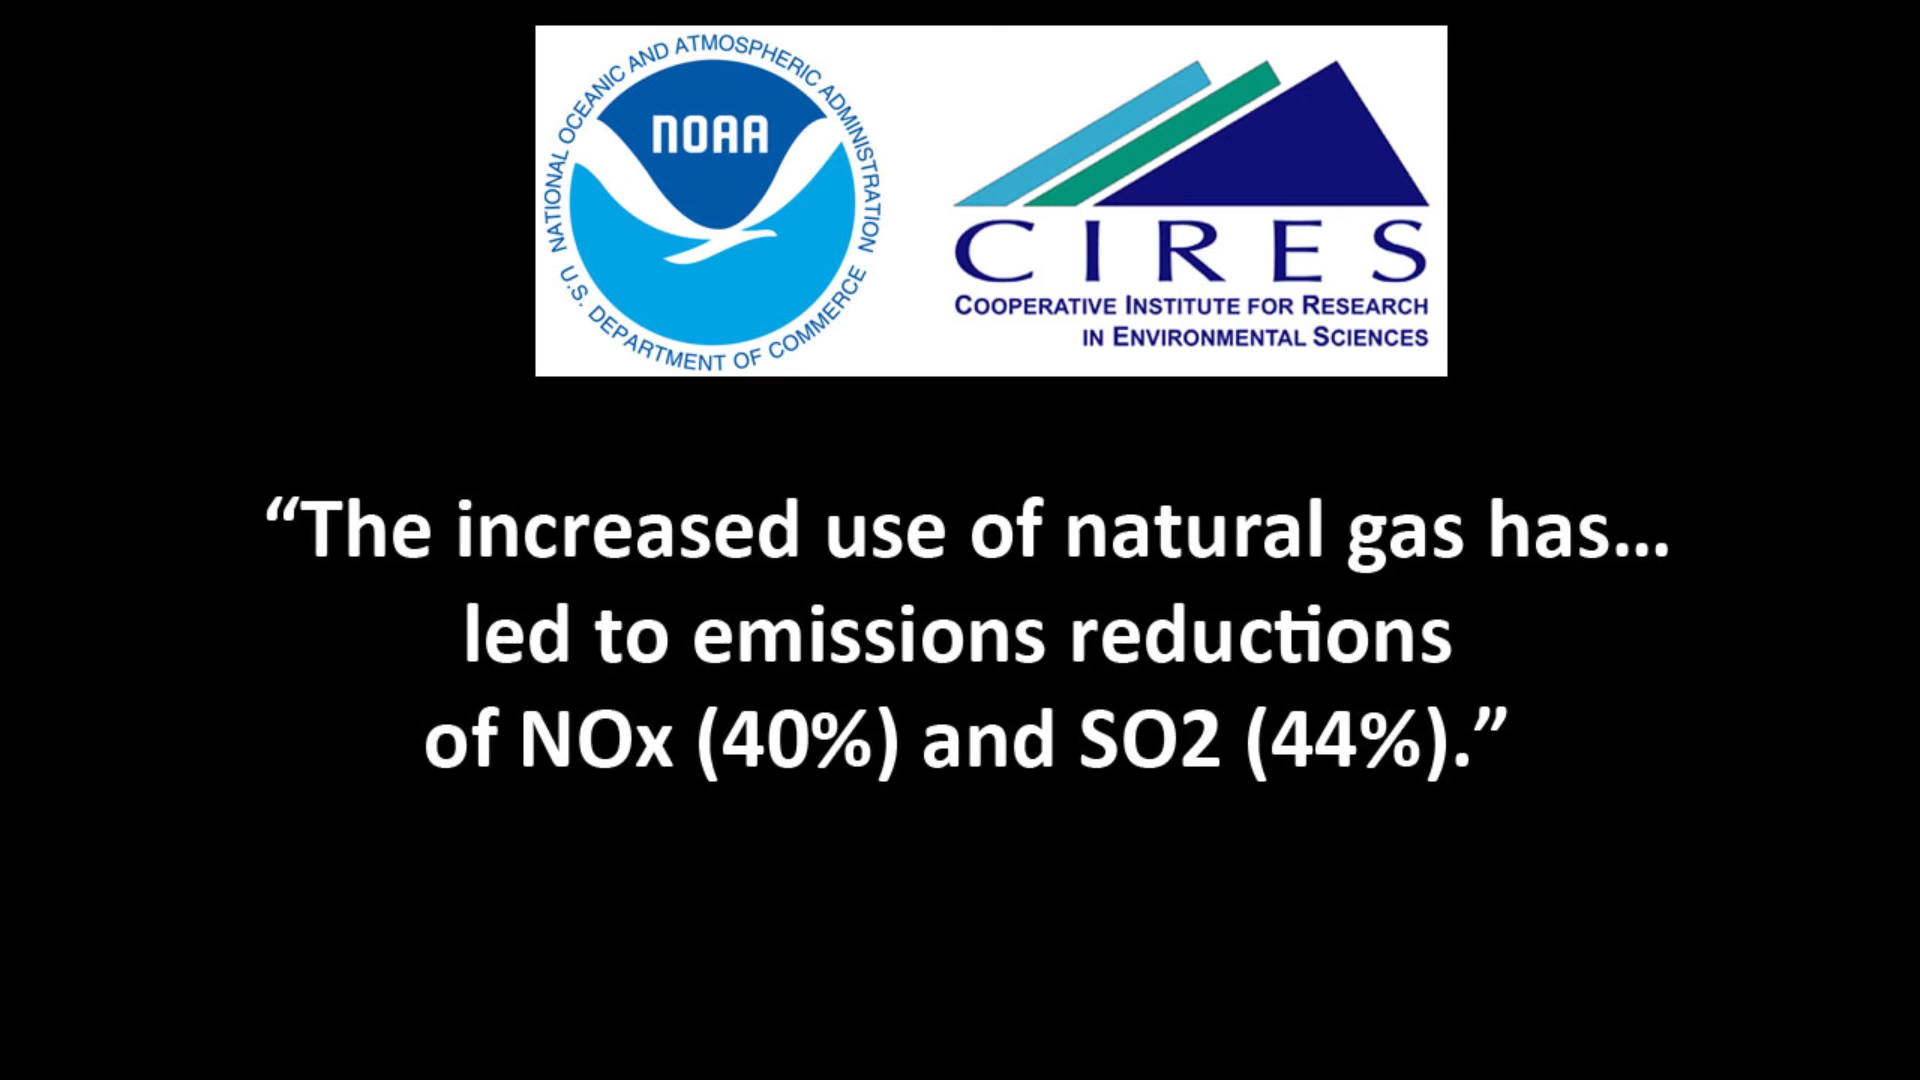 NATIONAL OCEANIC AND ATMOSPHERIC ADMINISTRATION
NOAA
U.S. DEPARTMENT OF COMMERCE
CIRES
COOPERATIVE INSTITUTE FOR RESEARCH
IN ENVIRONMENTAL SCIENCES
“The increased use of natural gas has...
led to emissions reductions
of NOx (40%) and SO2 (44%).”